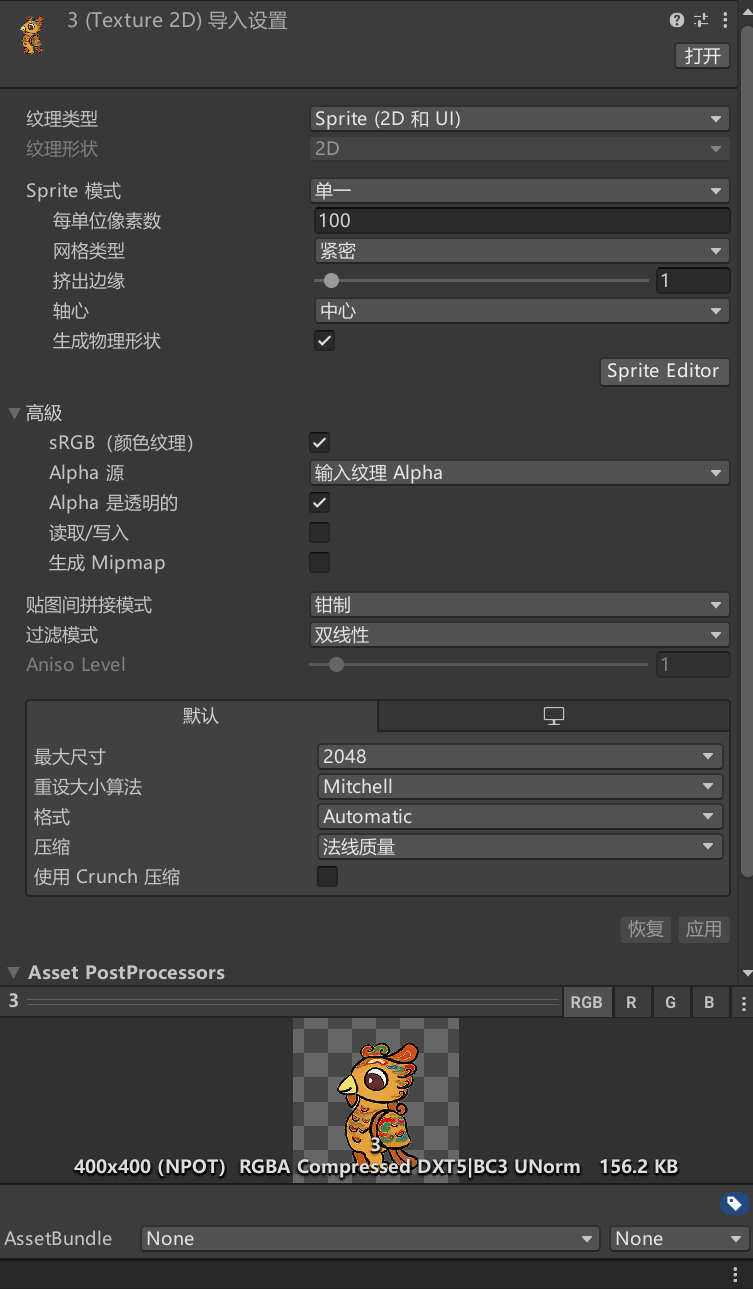 3 (Texture 2D) 导入设置
打开
纹理类型 Sprite (2D 和 UI)
纹理形状 2D
Sprite 模式 单一
每单位像素数 100
网格类型 紧密
挤出边缘 1
轴心 中心
生成物理形状
Sprite Editor
高級
sRGB（颜色纹理）
Alpha 源 输入纹理 Alpha
Alpha 是透明的
读取/写入
生成 Mipmap
贴图间拼接模式 钳制
过滤模式 双线性
Aniso Level 1
默认
最大尺寸 2048
重设大小算法 Mitchell
格式 Automatic
压缩 法线质量
使用 Crunch 压缩
恢复 应用
Asset PostProcessors
3 RGB R G B
3
400x400 (NPOT) RGBA Compressed DXT5|BC3 UNorm 156.2 KB
AssetBundle None None